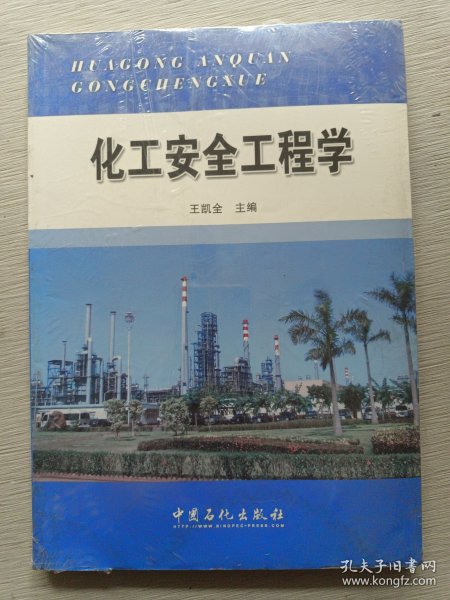 HUAGONG ANQUAN
GONGCHENGXUE
化工安全工程学
王凯全 主编
中国石化出版社
HTTP://WWW.SINOPEC-PRESS.COM
孔夫子旧书网
www.kongfz.com